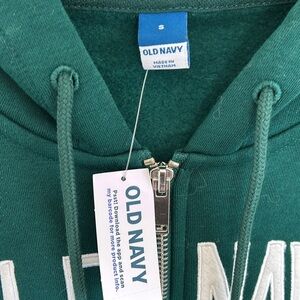 S
OLD NAVY
MADE IN
VIETNAM
OLD NAVY
Psst! Download the app and scan
my barcode for more product info.